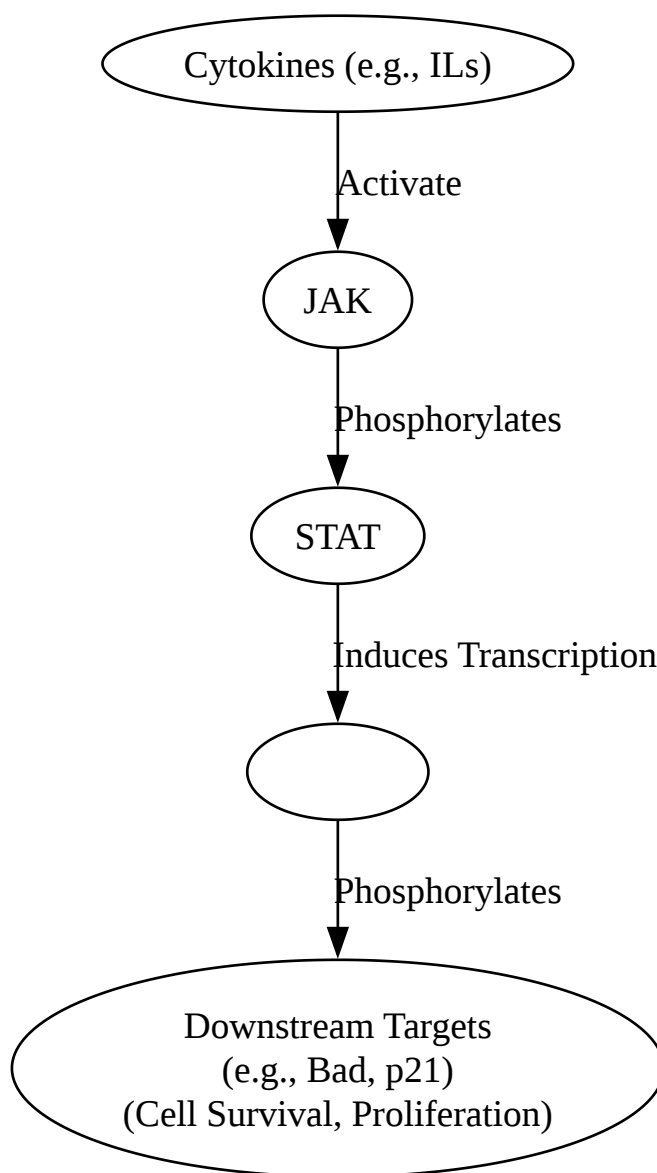 Cytokines (e.g., ILs)
Activate
JAK
Phosphorylates
STAT
Induces Transcription
Phosphorylates
Downstream Targets
(e.g., Bad, p21)
(Cell Survival, Proliferation)